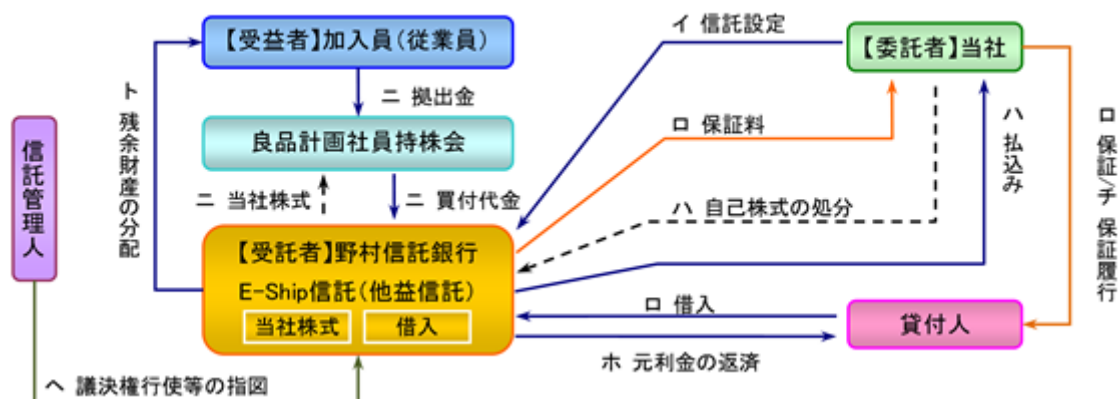 【受益者】加入員（従業員）
イ 信託設定
【委託者】当社
ニ 拠出金
ロ 保証料
ハ 払込み
ロ 保証／チ 保証履行
ト 残余財産の分配
信託管理人
良品計画社員持株会
ニ 当社株式
ニ 買付代金
ハ 自己株式の処分
【受託者】野村信託銀行
E-Ship信託（他益信託）
当社株式
借入
ロ 借入
貸付人
ホ 元利金の返済
ヘ 議決権行使等の指図